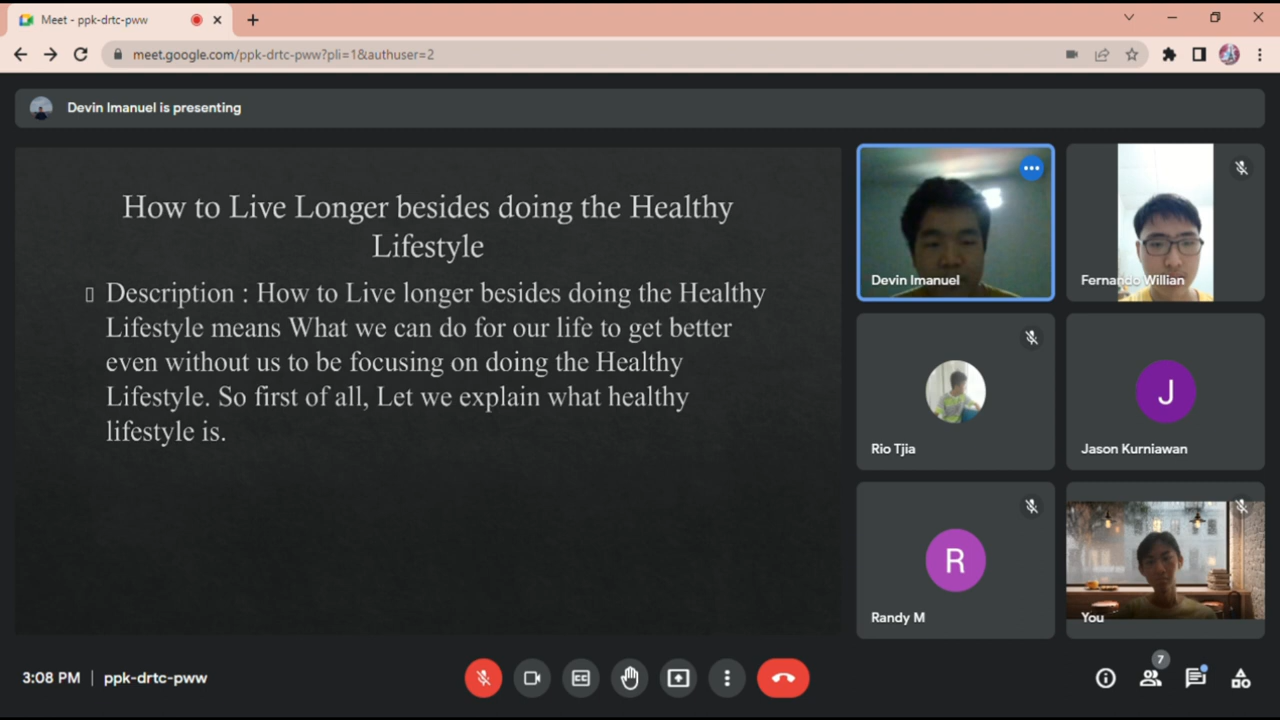 Meet - ppk-drtc-pww
meet.google.com/ppk-drtc-pww?pli=1&authuser=2
Devin Imanuel is presenting
How to Live Longer besides doing the Healthy
Lifestyle
Description : How to Live longer besides doing the Healthy
Lifestyle means What we can do for our life to get better
even without us to be focusing on doing the Healthy
Lifestyle. So first of all, Let we explain what healthy
lifestyle is.
Devin Imanuel
Fernando Willian
Rio Tjia
J
Jason Kurniawan
R
Randy M
You
3:08 PM | ppk-drtc-pww
CC
7